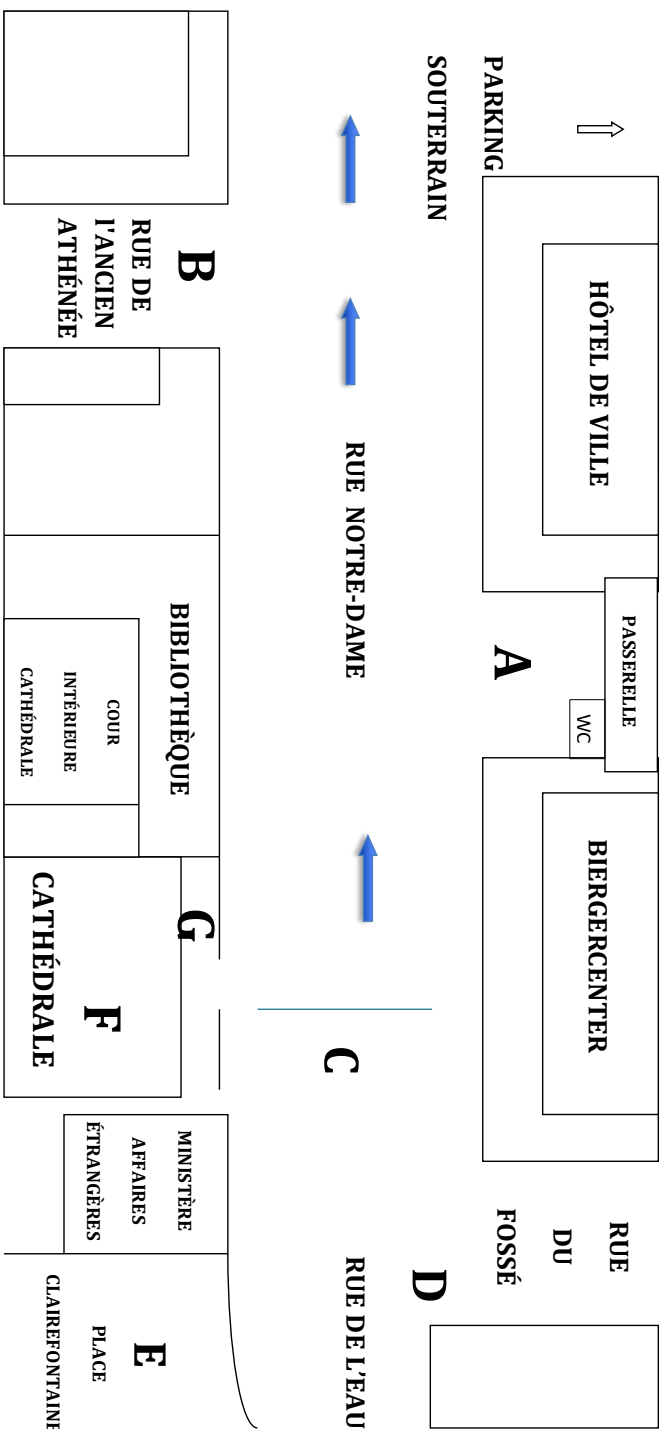 PARKING
SOUTERRAIN
HÔTEL DE VILLE
PASSERELLE
WC
A
BIERGERCENTER
RUE
DU
FOSSÉ
D
RUE NOTRE-DAME
C
RUE DE L'EAU
B
RUE DE
l'ANCIEN
ATHÉNÉE
BIBLIOTHÈQUE
COUR
INTÉRIEURE
CATHÉDRALE
G
F
CATHÉDRALE
MINISTÈRE
AFFAIRES
ÉTRANGÈRES
E
PLACE
CLAIREFONTAINE